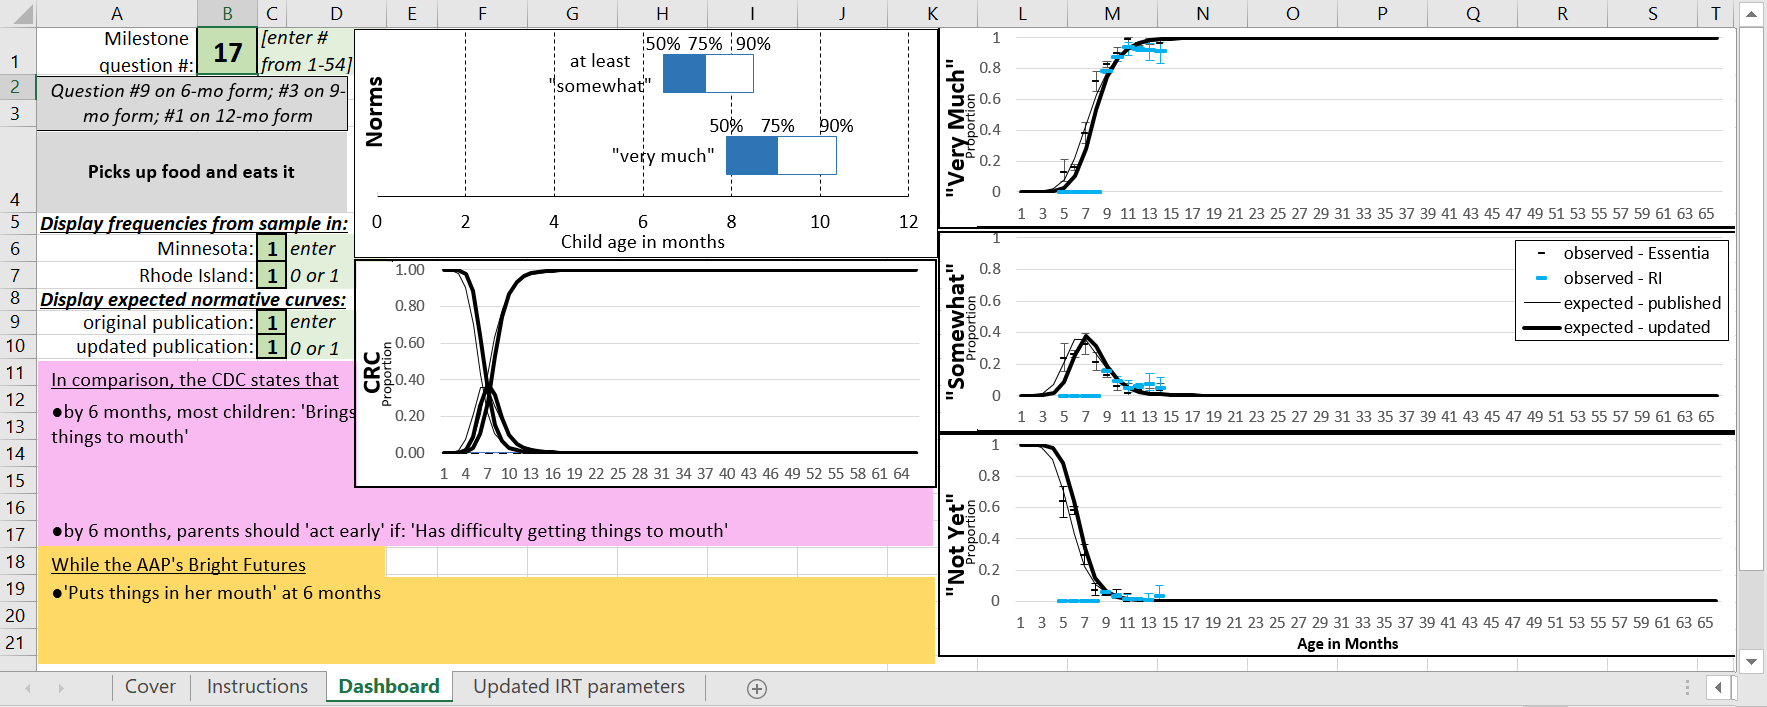 A B C D E F G H I J K L M N O P Q R S T
1
2
3
4
5
6
7
8
9
10
11
12
13
14
15
16
17
18
19
20
21
Milestone
question #:
17
[enter #
from 1-54]
Question #9 on 6-mo form; #3 on 9-
mo form; #1 on 12-mo form
Picks up food and eats it
Display frequencies from sample in:
Minnesota: 1 enter
Rhode Island: 1 0 or 1
Display expected normative curves:
original publication: 1 enter
updated publication: 1 0 or 1
In comparison, the CDC states that
●by 6 months, most children: 'Brings
things to mouth'
●by 6 months, parents should 'act early' if: 'Has difficulty getting things to mouth'
While the AAP's Bright Futures
●'Puts things in her mouth' at 6 months
Norms
50% 75% 90%
at least
"somewhat"
50% 75% 90%
"very much"
0 2 4 6 8 10 12
Child age in months
CRC
Proportion
1.00
0.80
0.60
0.40
0.20
0.00
1 4 7 10 13 16 19 22 25 28 31 34 37 40 43 46 49 52 55 58 61 64
"Very Much"
Proportion
1
0.8
0.6
0.4
0.2
0
1 3 5 7 9 11 13 15 17 19 21 23 25 27 29 31 33 35 37 39 41 43 45 47 49 51 53 55 57 59 61 63 65
"Somewhat"
Proportion
1
0.8
0.6
0.4
0.2
0
1 3 5 7 9 11 13 15 17 19 21 23 25 27 29 31 33 35 37 39 41 43 45 47 49 51 53 55 57 59 61 63 65
observed - Essentia
observed - RI
expected - published
expected - updated
"Not Yet"
Proportion
1
0.8
0.6
0.4
0.2
0
1 3 5 7 9 11 13 15 17 19 21 23 25 27 29 31 33 35 37 39 41 43 45 47 49 51 53 55 57 59 61 63 65
Age in Months
Cover Instructions Dashboard Updated IRT parameters